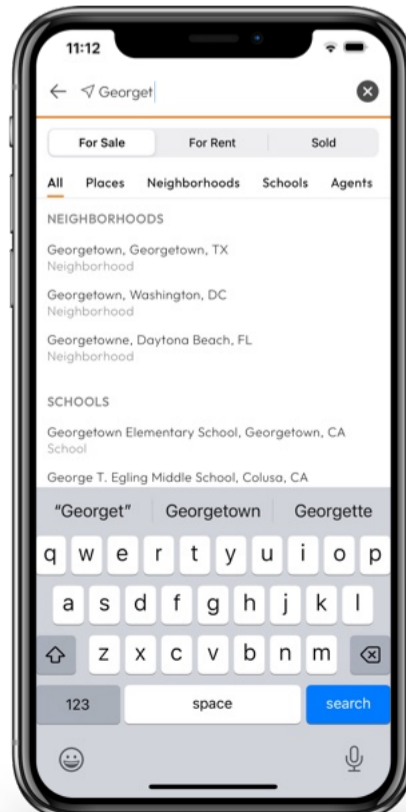 11:12
Georget
For Sale For Rent Sold
All Places Neighborhoods Schools Agents
NEIGHBORHOODS
Georgetown, Georgetown, TX
Neighborhood
Georgetown, Washington, DC
Neighborhood
Georgetowne, Daytona Beach, FL
Neighborhood
SCHOOLS
Georgetown Elementary School, Georgetown, CA
School
George T. Egling Middle School, Colusa, CA
"Georget" Georgetown Georgette
q w e r t y u i o p
a s d f g h j k l
z x c v b n m
123 space search